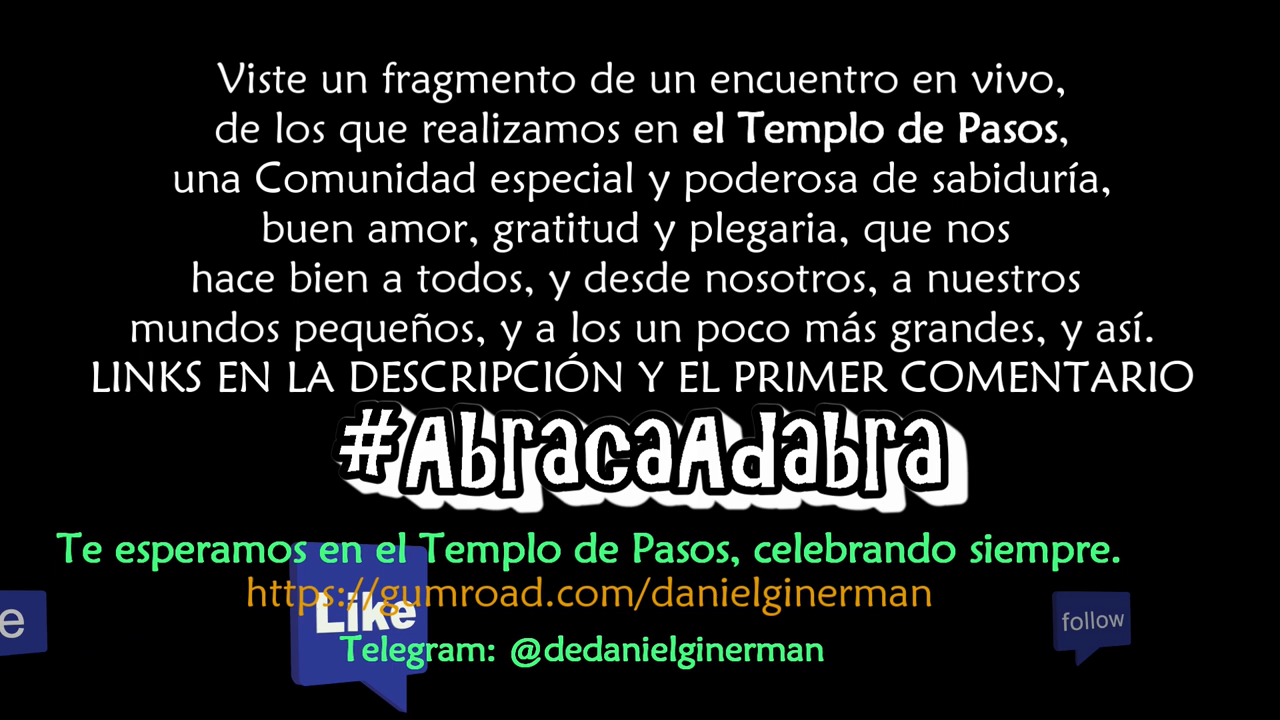 Viste un fragmento de un encuentro en vivo,
de los que realizamos en el Templo de Pasos,
una Comunidad especial y poderosa de sabiduría,
buen amor, gratitud y plegaria, que nos
hace bien a todos, y desde nosotros, a nuestros
mundos pequeños, y a los un poco más grandes, y así.
LINKS EN LA DESCRIPCIÓN Y EL PRIMER COMENTARIO
#AbracaAdabra
Te esperamos en el Templo de Pasos, celebrando siempre.
https://gumroad.com/danielginerman
e
Like
follow
Telegram: @dedanielginerman